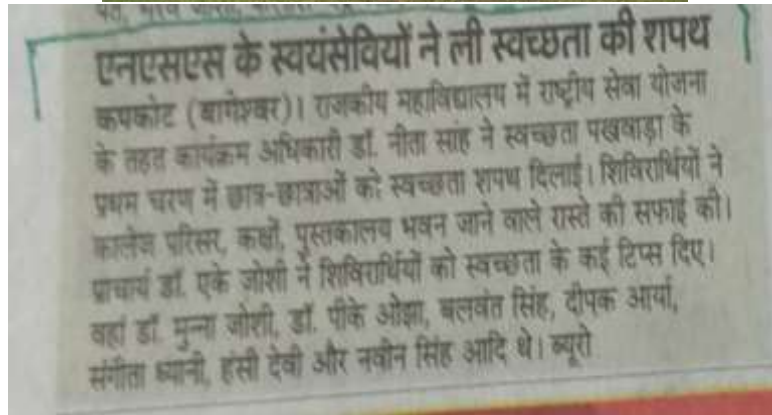 एनएसएस के स्वयंसेवियों ने ली स्वच्छता की शपथ
कपकोट (बागेश्वर)। राजकीय महाविद्यालय में राष्ट्रीय सेवा योजना
के तहत कार्यक्रम अधिकारी डॉ. नीता साह ने स्वच्छता पखवाड़ा के
प्रथम चरण में छात्र-छात्राओं को स्वच्छता शपथ दिलाई। शिविरार्थियों ने
कालेज परिसर, कक्षों, पुस्तकालय भवन जाने वाले रास्ते की सफाई की।
प्राचार्य डॉ. एके जोशी ने शिविरार्थियों को स्वच्छता के कई टिप्स दिए।
वहां डॉ. मुन्ना जोशी, डॉ. पीके ओझा, बलवंत सिंह, दीपक आर्या,
संगीता ध्यानी, हंसी देवी और नवीन सिंह आदि थे। ब्यूरो